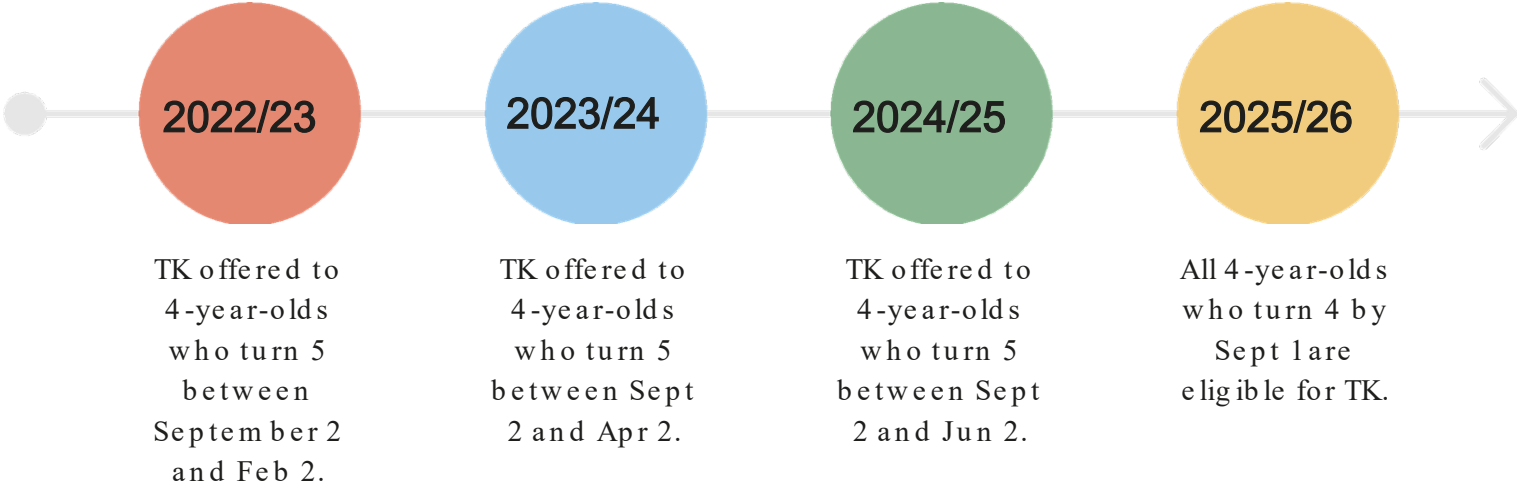 2022/23
TK offered to
4-year-olds
who turn 5
between
September 2
and Feb 2.
2023/24
TK offered to
4-year-olds
who turn 5
between Sept
2 and Apr 2.
2024/25
TK offered to
4-year-olds
who turn 5
between Sept
2 and Jun 2.
2025/26
All 4-year-olds
who turn 4 by
Sept 1 are
eligible for TK.